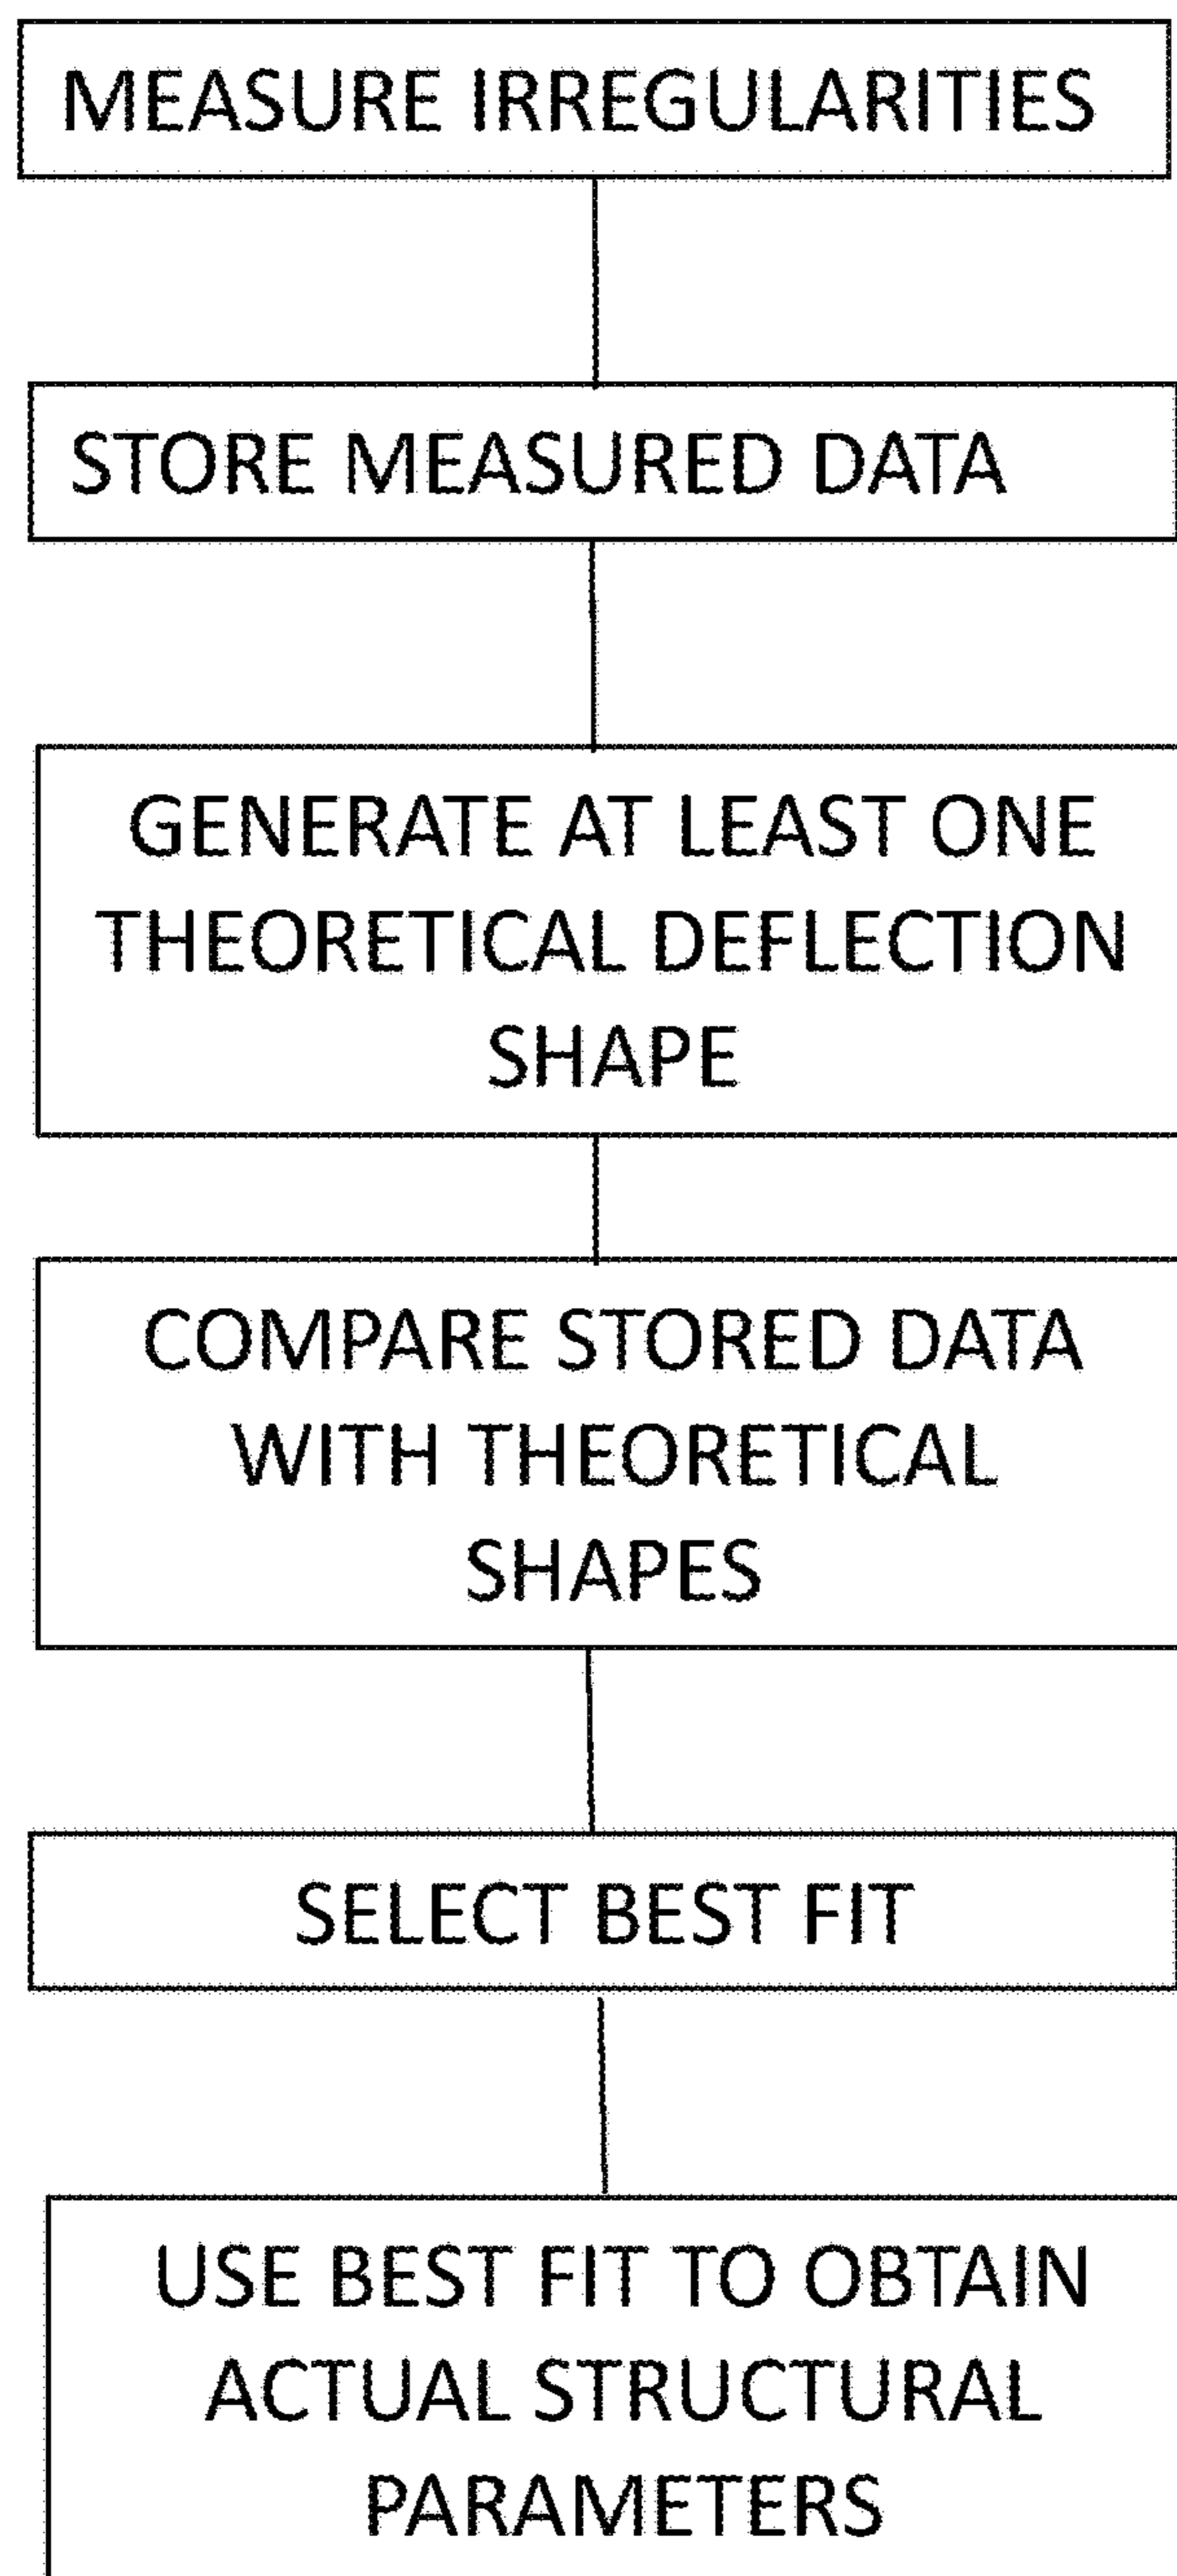 MEASURE IRREGULARITIES
STORE MEASURED DATA
GENERATE AT LEAST ONE
THEORETICAL DEFLECTION
SHAPE
COMPARE STORED DATA
WITH THEORETICAL
SHAPES
SELECT BEST FIT
USE BEST FIT TO OBTAIN
ACTUAL STRUCTURAL
PARAMETERS